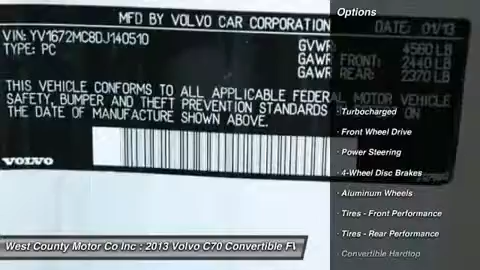 MFD BY VOLVO CAR CORPORATION
DATE: 01/13
VIN: YV1672MC8DJ140510
TYPE: PC
GVWR 4560 LB
GAWR FRONT: 2440 LB
GAWR REAR: 2370 LB
THIS VEHICLE CONFORMS TO ALL APPLICABLE FEDERAL MOTOR VEHICLE
SAFETY, BUMPER AND THEFT PREVENTION STANDARDS ON
THE DATE OF MANUFACTURE SHOWN ABOVE.
VOLVO
Options
· Turbocharged
· Front Wheel Drive
· Power Steering
· 4-Wheel Disc Brakes
· Aluminum Wheels
· Tires - Front Performance
· Tires - Rear Performance
Convertible Hardtop
West County Motor Co Inc : 2013 Volvo C70 Convertible F